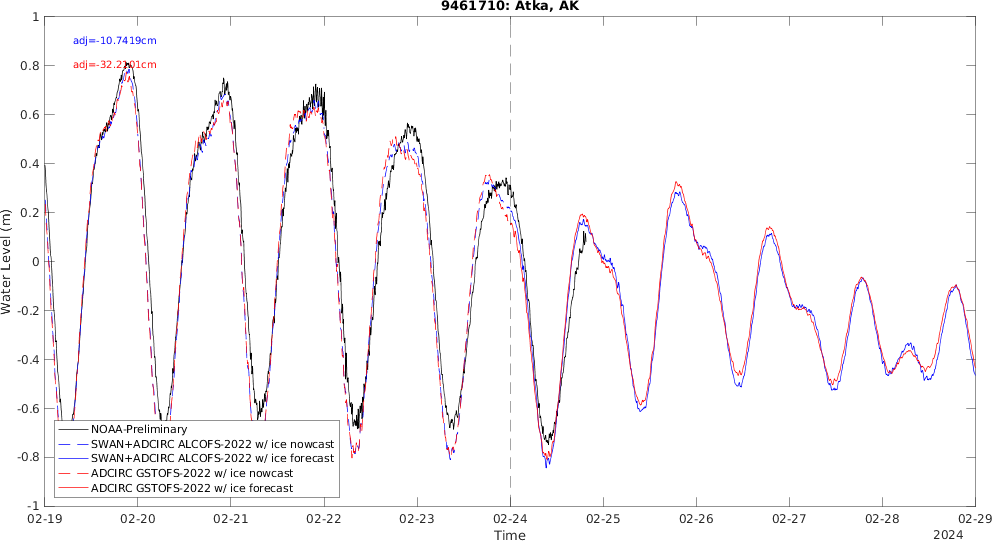 9461710: Atka, AK
1
adj=-10.7419cm
0.8
adj=-32.2101cm
0.6
0.4
0.2
0
-0.2
-0.4
-0.6
-0.8
-1
Water Level (m)
NOAA-Preliminary
SWAN+ADCIRC ALCOFS-2022 w/ ice nowcast
SWAN+ADCIRC ALCOFS-2022 w/ ice forecast
ADCIRC GSTOFS-2022 w/ ice nowcast
ADCIRC GSTOFS-2022 w/ ice forecast
02-19 02-20 02-21 02-22 02-23 02-24 02-25 02-26 02-27 02-28 02-29
Time
2024